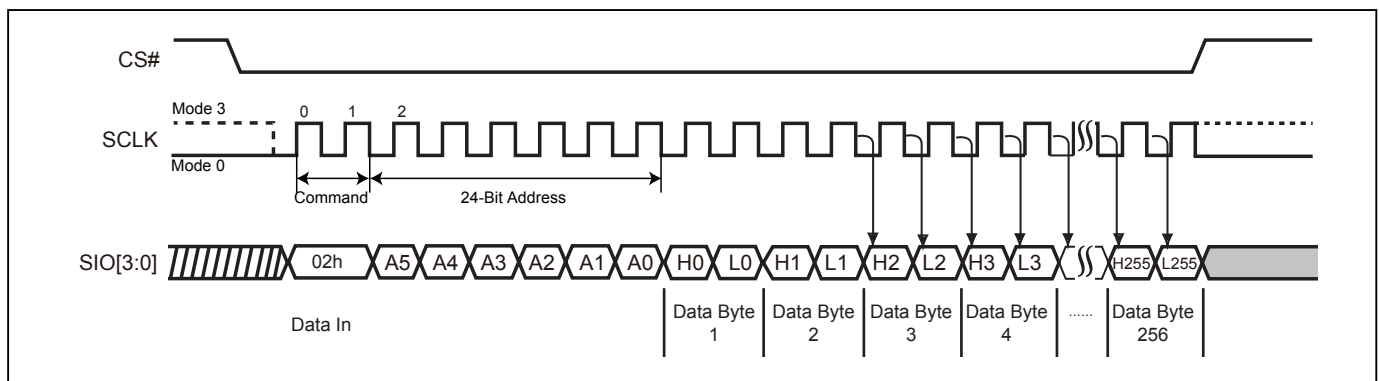 CS#
Mode 3
0 1 2
SCLK
Mode 0
Command
24-Bit Address
SIO[3:0]
02h A5 A4 A3 A2 A1 A0 H0 L0 H1 L1 H2 L2 H3 L3 H255 L255
Data In
Data Byte 1
Data Byte 2
Data Byte 3
Data Byte 4
......
Data Byte 256